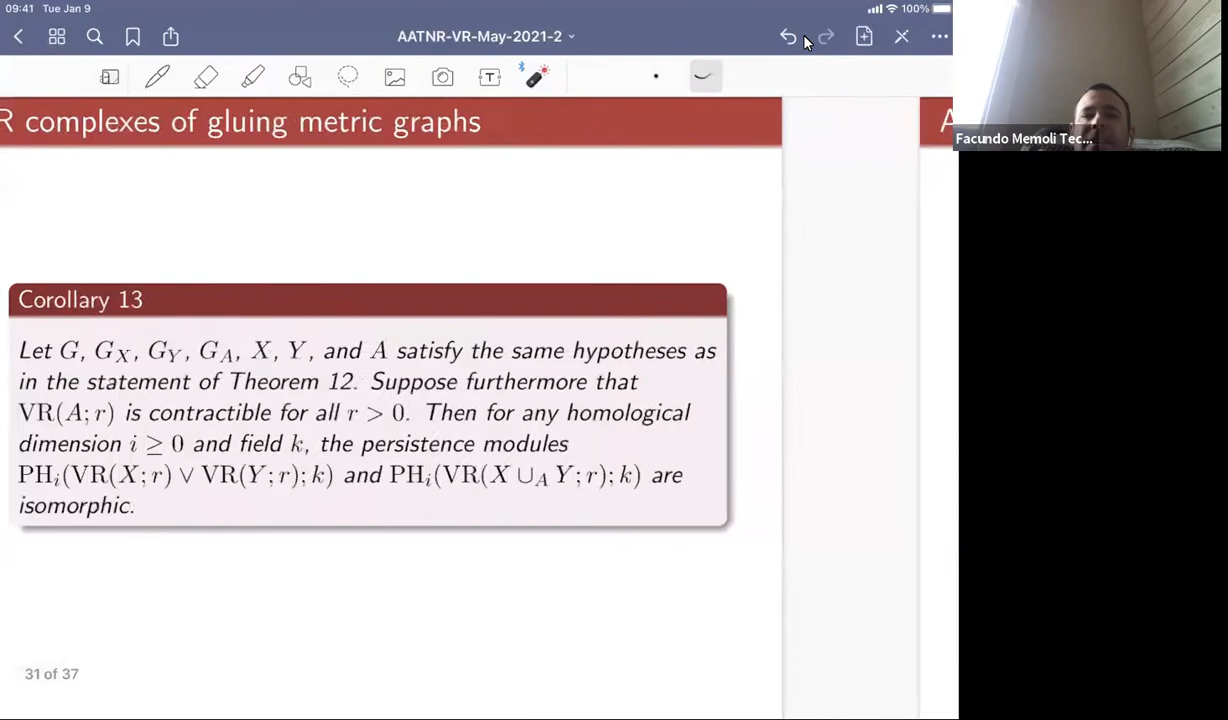 09:41 Tue Jan 9
100%
AATNR-VR-May-2021-2
T
R complexes of gluing metric graphs
A
Facundo Memoli Tec...
Corollary 13
Let G, G_X, G_Y, G_A, X, Y, and A satisfy the same hypotheses as
in the statement of Theorem 12. Suppose furthermore that
VR(A; r) is contractible for all r > 0. Then for any homological
dimension i ≥ 0 and field k, the persistence modules
PH_i(VR(X; r) ∨ VR(Y; r); k) and PH_i(VR(X ∪_A Y; r); k) are
isomorphic.
31 of 37